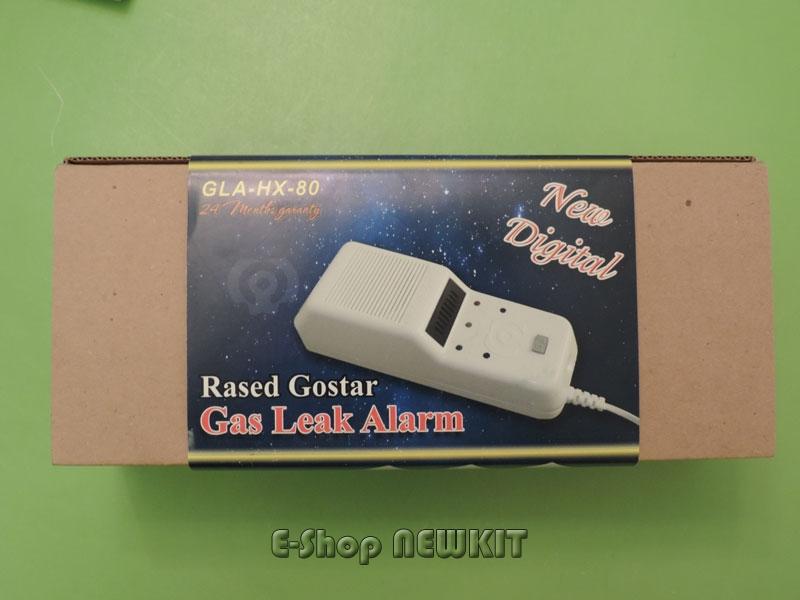 GLA-HX-80
24 Months garanty
New
Digital
Rased Gostar
Gas Leak Alarm
E-Shop NEWKIT